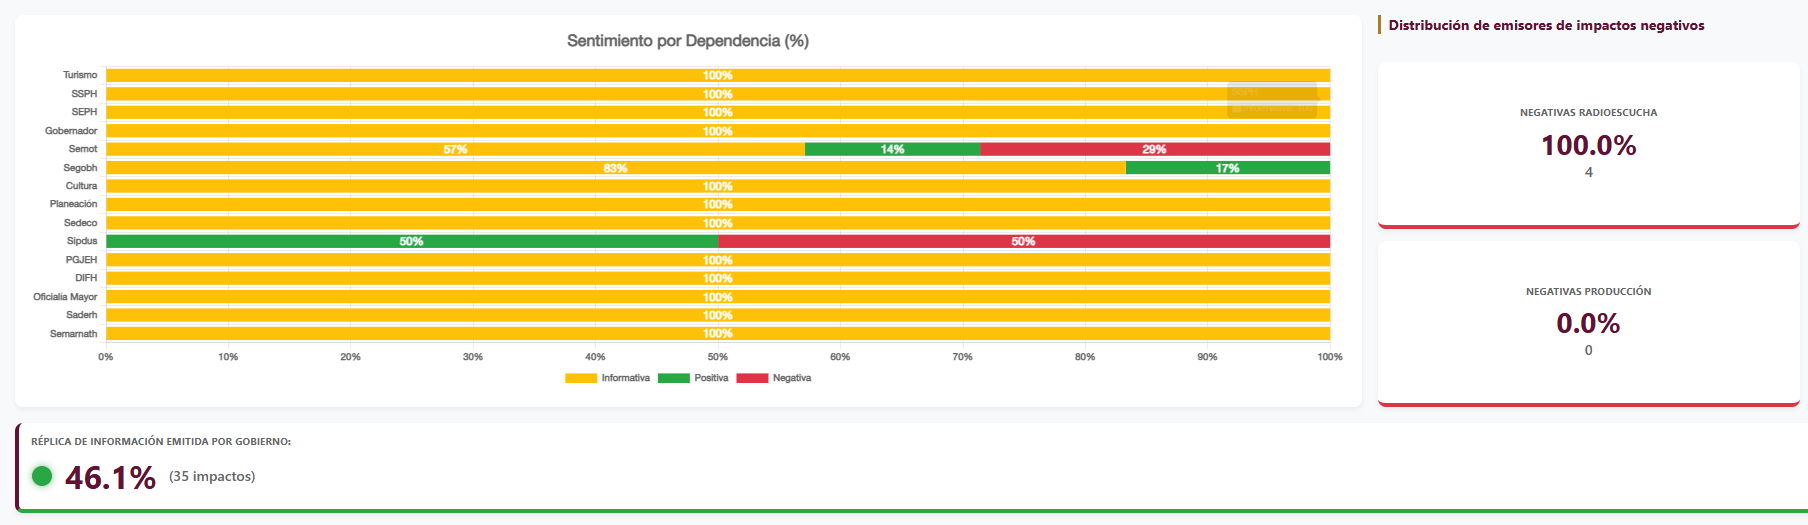 Sentimiento por Dependencia (%)
Turismo 100%
SSPH 100%
SEPH 100%
Gobernador 100%
Semot 57% 14% 29%
Segobh 83% 17%
Cultura 100%
Planeación 100%
Sedeco 100%
Sipdus 50% 50%
PGJEH 100%
DIFH 100%
Oficialía Mayor 100%
Saderh 100%
Semarnath 100%
0% 10% 20% 30% 40% 50% 60% 70% 80% 90% 100%
Informativa Positiva Negativa
Distribución de emisores de impactos negativos
NEGATIVAS RADIOESCUCHA
100.0%
4
NEGATIVAS PRODUCCIÓN
0.0%
0
RÉPLICA DE INFORMACIÓN EMITIDA POR GOBIERNO:
46.1% (35 impactos)